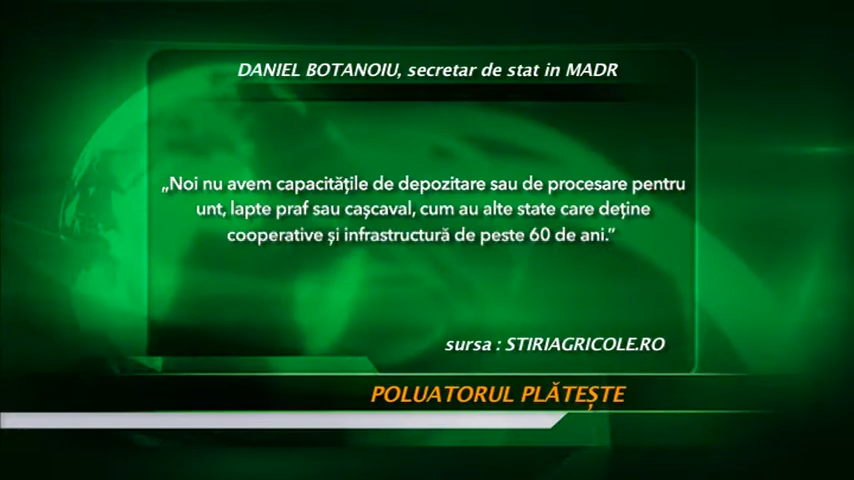 DANIEL BOTANOIU, secretar de stat in MADR
„Noi nu avem capacitățile de depozitare sau de procesare pentru
unt, lapte praf sau cașcaval, cum au alte state care deține
cooperative și infrastructură de peste 60 de ani.”
sursa : STIRIAGRICOLE.RO
POLUATORUL PLĂTEȘTE